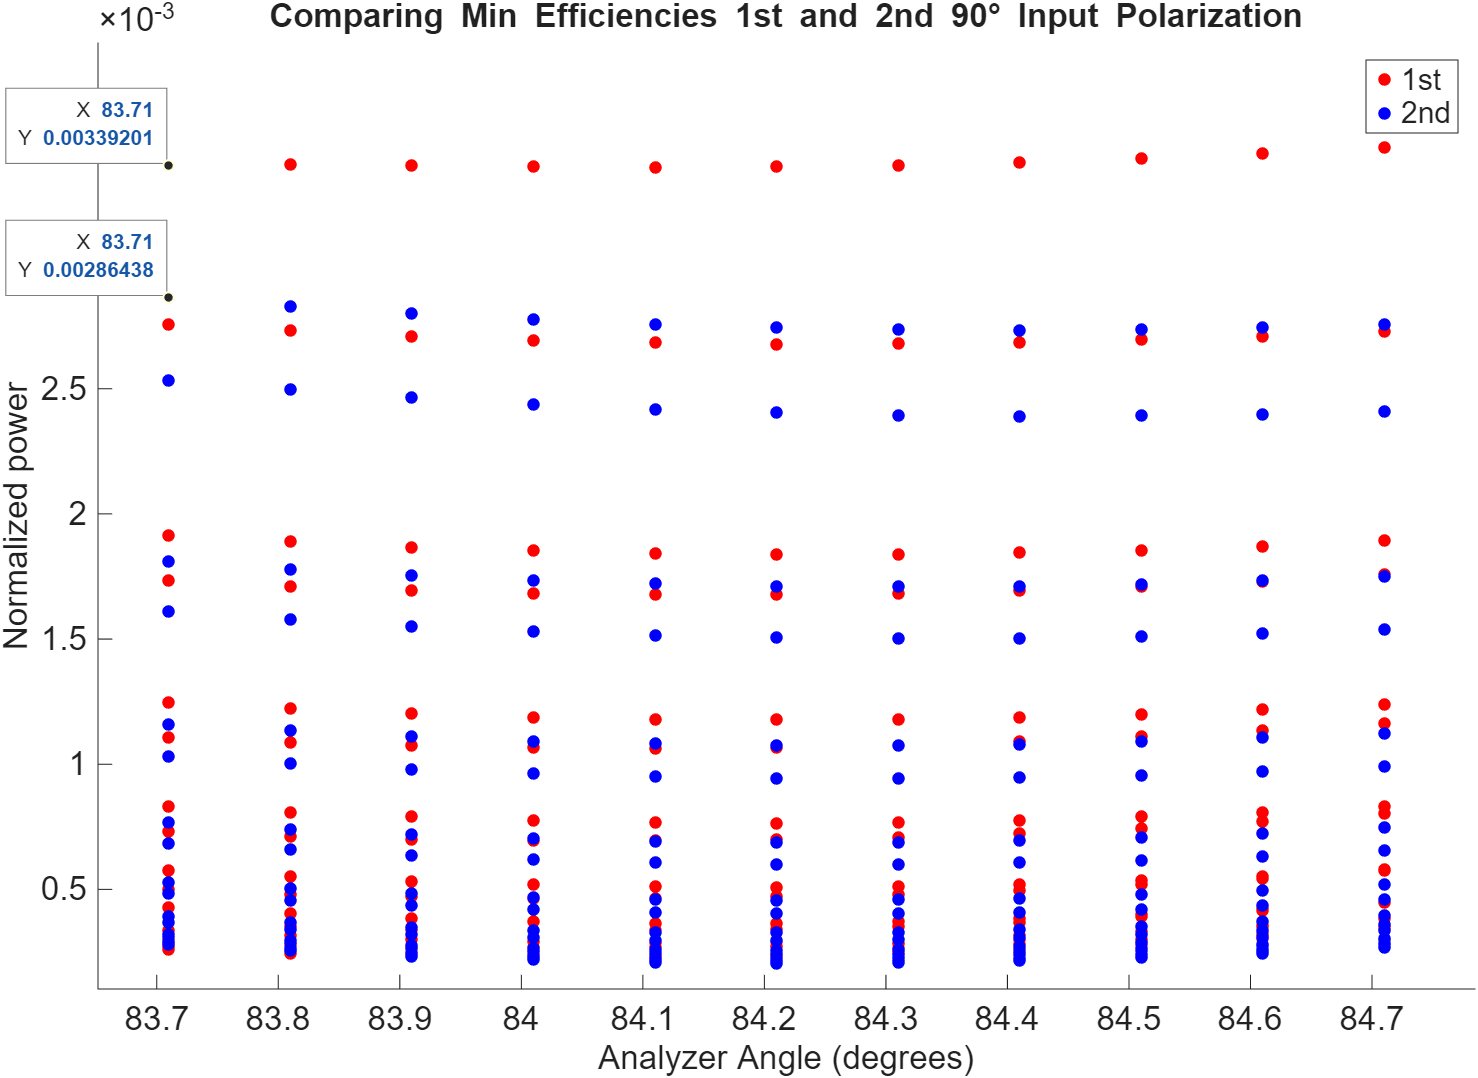 ×10-3
Comparing Min Efficiencies 1st and 2nd 90° Input Polarization
1st
2nd
X 83.71
Y 0.00339201
X 83.71
Y 0.00286438
Normalized power
2.5
2
1.5
1
0.5
83.7 83.8 83.9 84 84.1 84.2 84.3 84.4 84.5 84.6 84.7
Analyzer Angle (degrees)